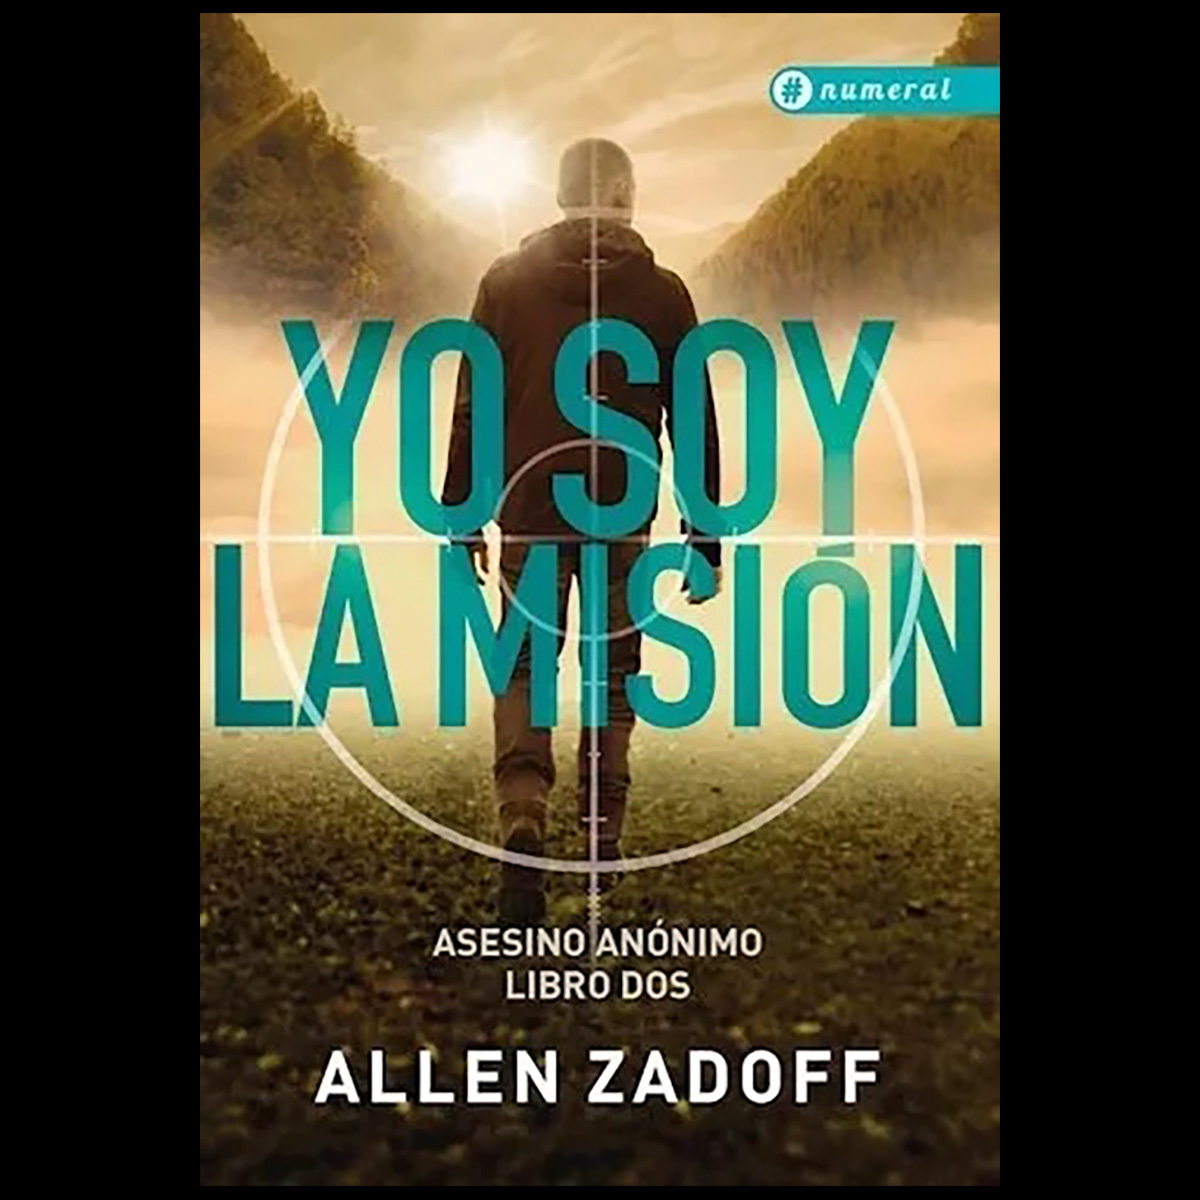 # numeral
YO SOY
LA MISIÓN
ASESINO ANÓNIMO
LIBRO DOS
ALLEN ZADOFF